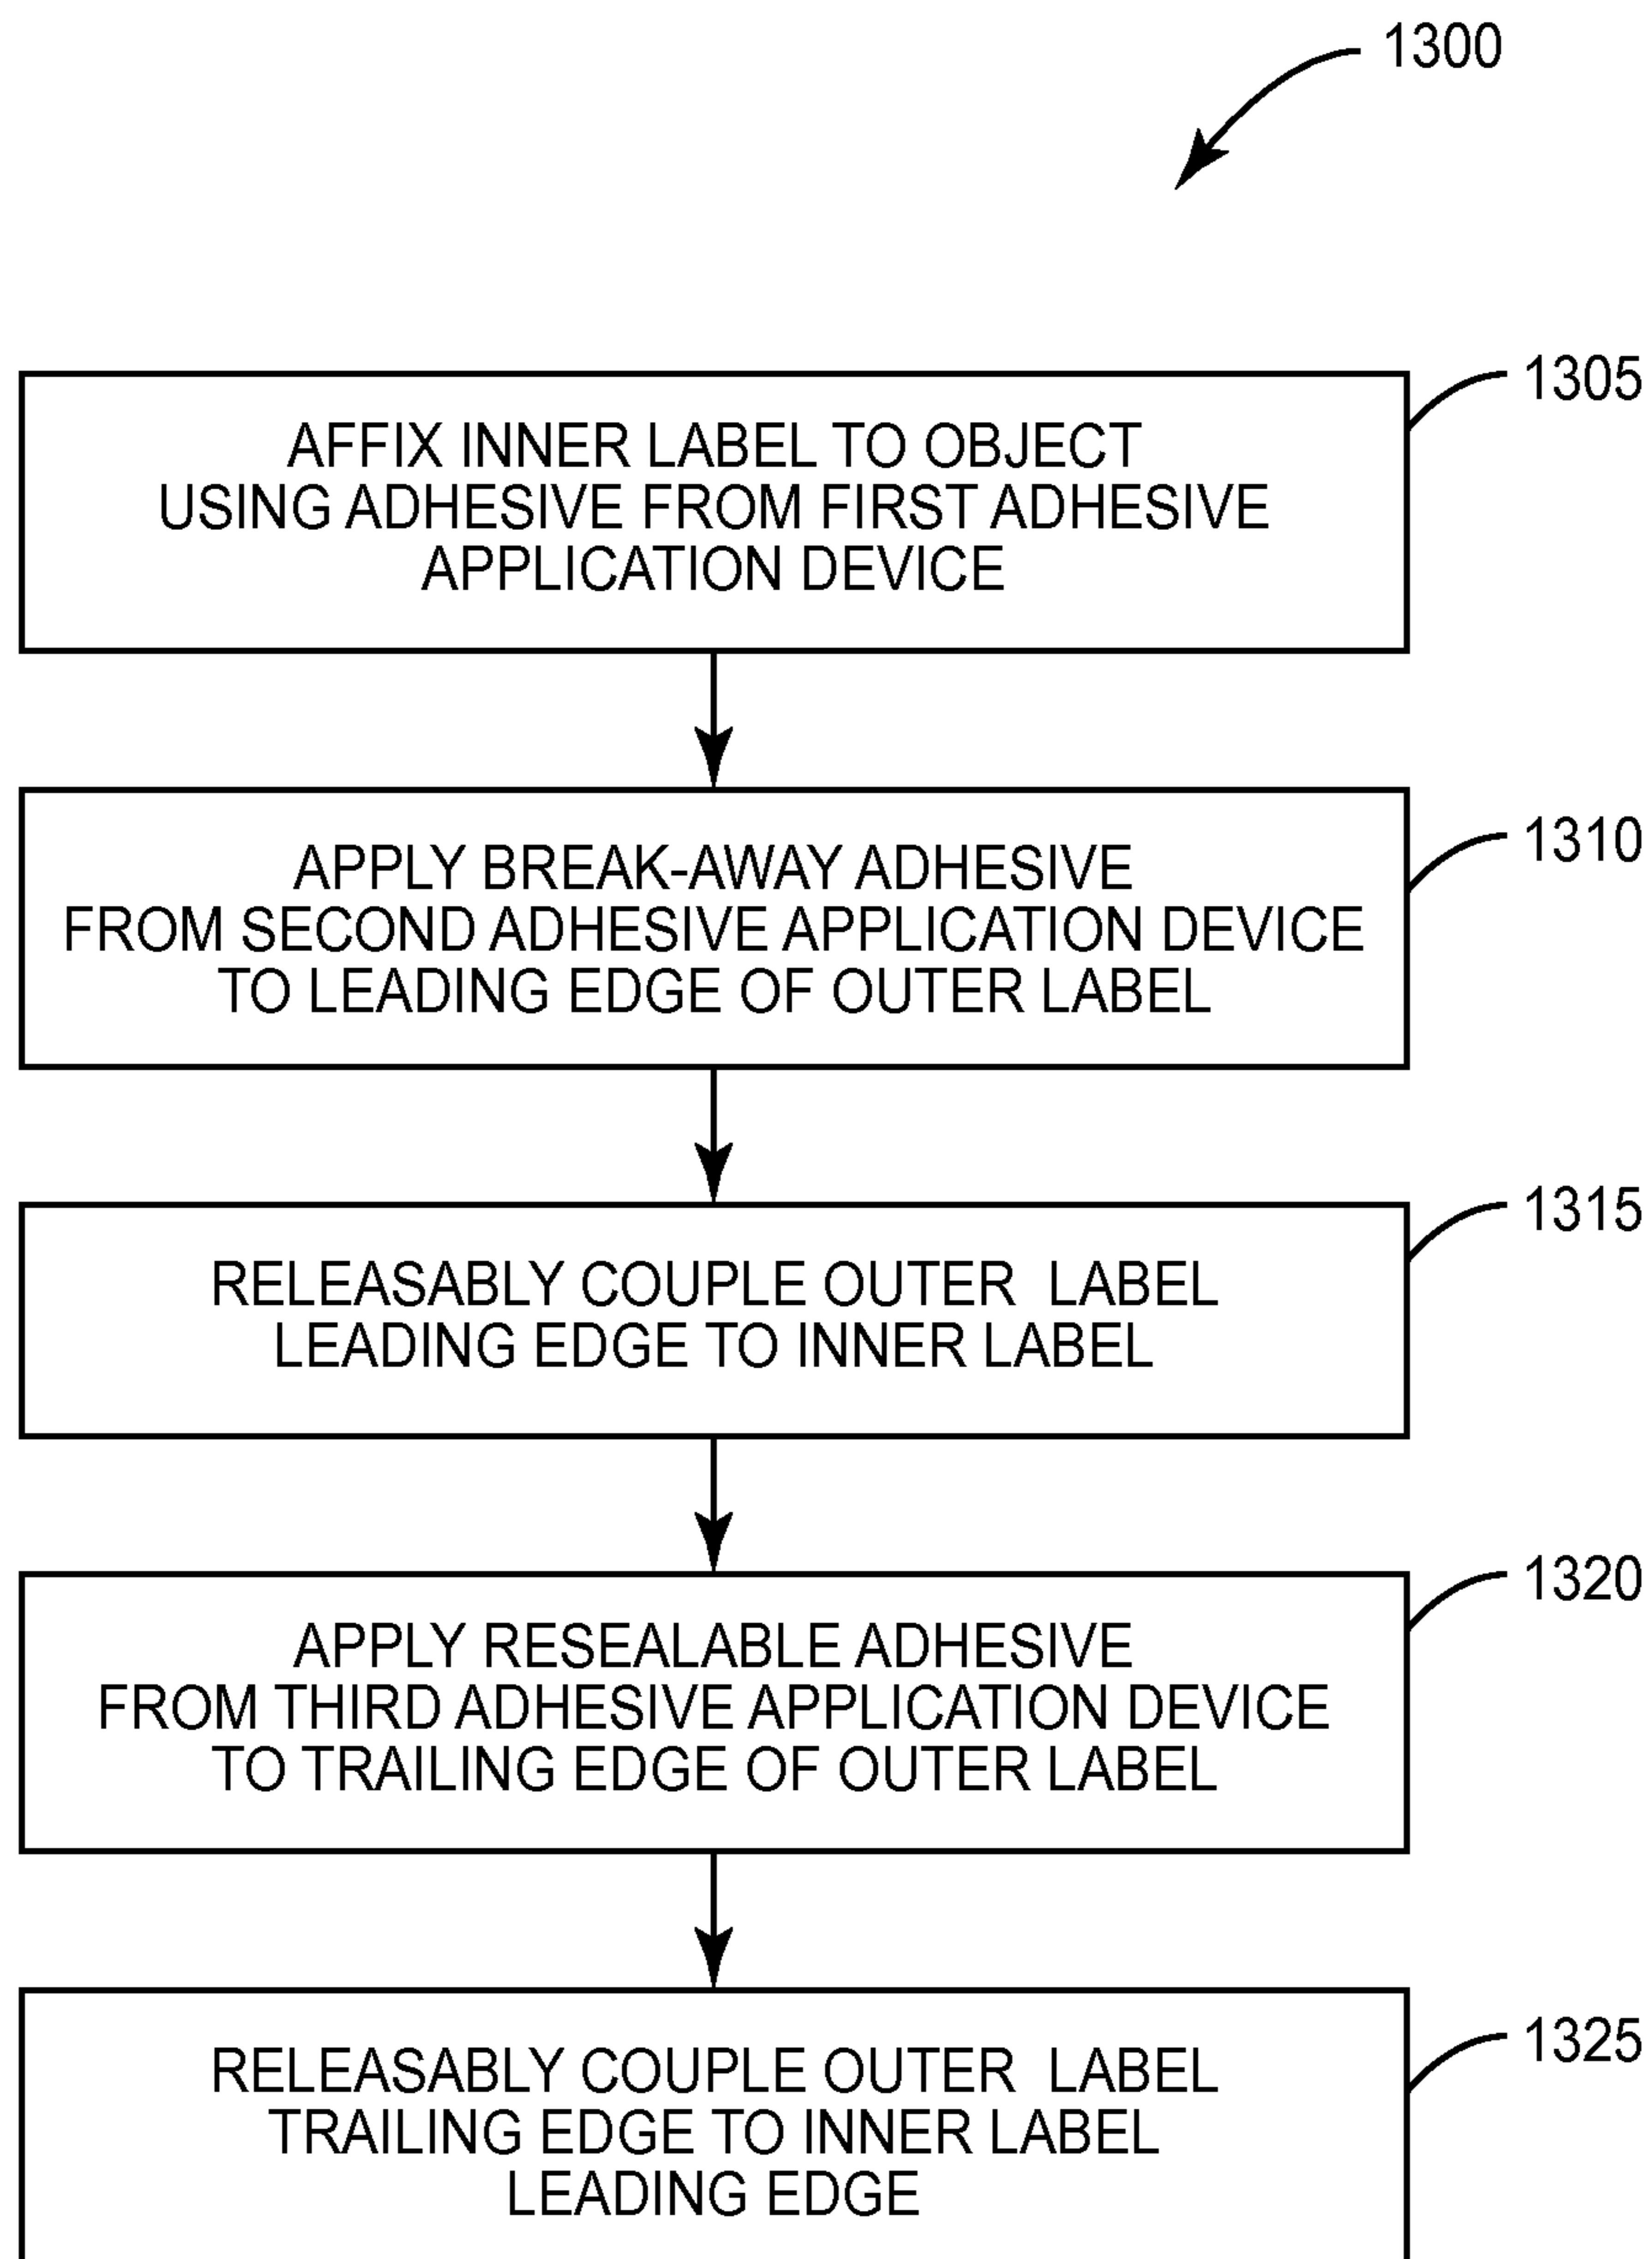 1300
1305
AFFIX INNER LABEL TO OBJECT
USING ADHESIVE FROM FIRST ADHESIVE
APPLICATION DEVICE
1310
APPLY BREAK-AWAY ADHESIVE
FROM SECOND ADHESIVE APPLICATION DEVICE
TO LEADING EDGE OF OUTER LABEL
1315
RELEASABLY COUPLE OUTER LABEL
LEADING EDGE TO INNER LABEL
1320
APPLY RESEALABLE ADHESIVE
FROM THIRD ADHESIVE APPLICATION DEVICE
TO TRAILING EDGE OF OUTER LABEL
1325
RELEASABLY COUPLE OUTER LABEL
TRAILING EDGE TO INNER LABEL
LEADING EDGE